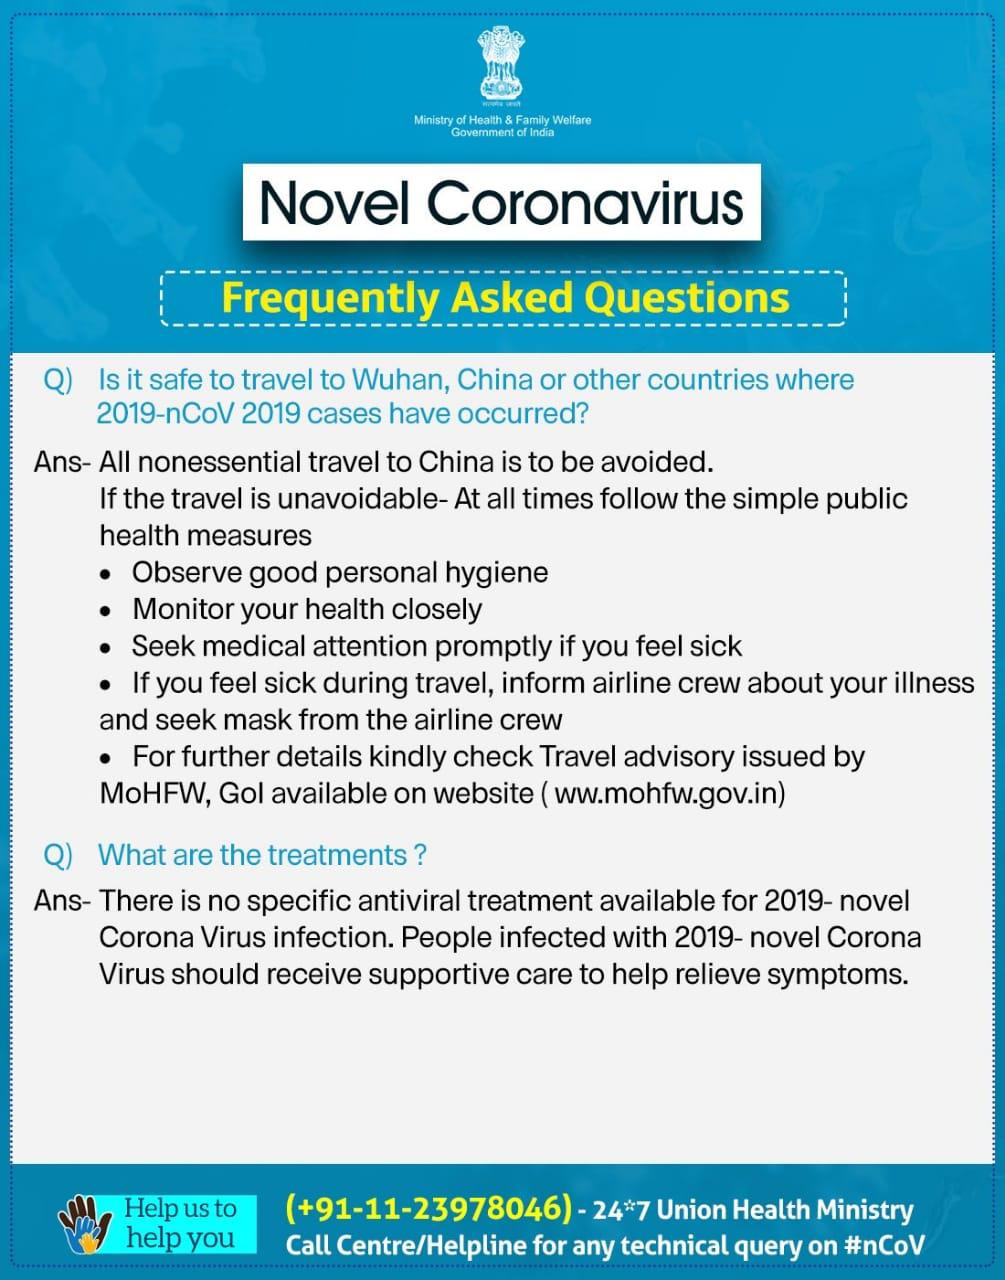 सत्यमेव जयते
Ministry of Health & Family Welfare
Government of India
Novel Coronavirus
Frequently Asked Questions
Q) Is it safe to travel to Wuhan, China or other countries where
2019-nCoV 2019 cases have occurred?
Ans- All nonessential travel to China is to be avoided.
If the travel is unavoidable- At all times follow the simple public
health measures
• Observe good personal hygiene
• Monitor your health closely
• Seek medical attention promptly if you feel sick
• If you feel sick during travel, inform airline crew about your illness
and seek mask from the airline crew
• For further details kindly check Travel advisory issued by
MoHFW, GoI available on website ( ww.mohfw.gov.in)
Q) What are the treatments ?
Ans- There is no specific antiviral treatment available for 2019- novel
Corona Virus infection. People infected with 2019- novel Corona
Virus should receive supportive care to help relieve symptoms.
Help us to
help you
(+91-11-23978046) - 24*7 Union Health Ministry
Call Centre/Helpline for any technical query on #nCoV